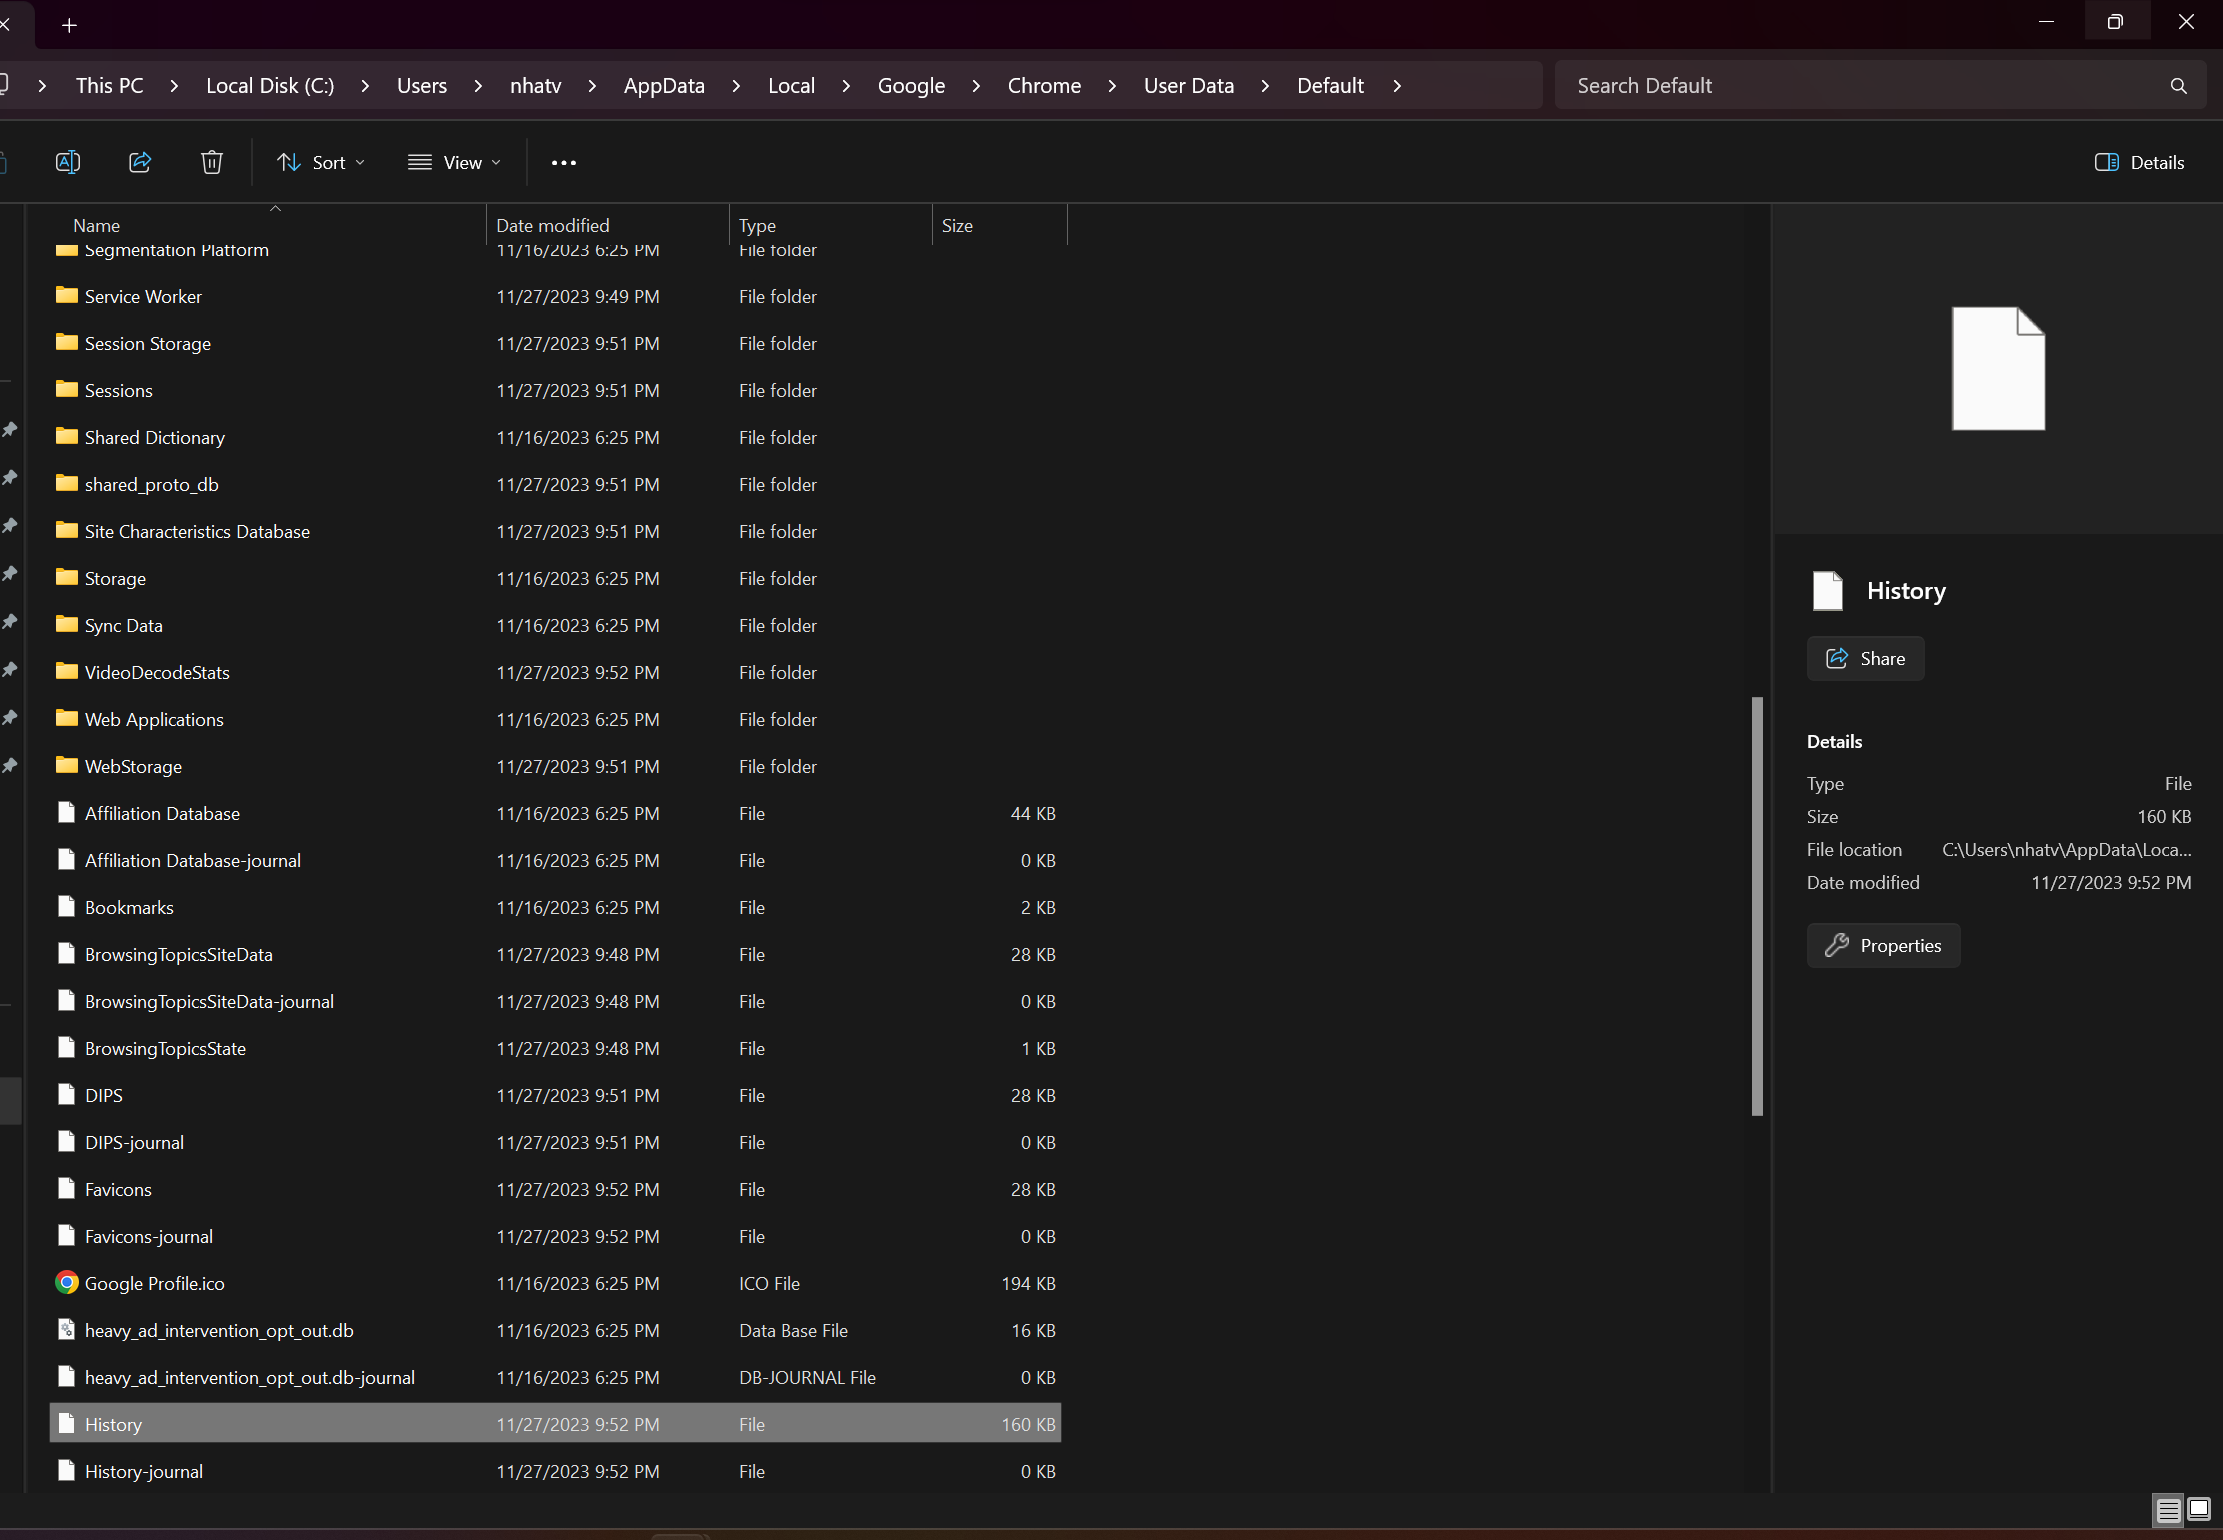 This PC > Local Disk (C:) > Users > nhatv > AppData > Local > Google > Chrome > User Data > Default >
Search Default
Sort
View
Details
Name Date modified Type Size
Segmentation Platform 11/16/2023 6:25 PM File folder
Service Worker 11/27/2023 9:49 PM File folder
Session Storage 11/27/2023 9:51 PM File folder
Sessions 11/27/2023 9:51 PM File folder
Shared Dictionary 11/16/2023 6:25 PM File folder
shared_proto_db 11/27/2023 9:51 PM File folder
Site Characteristics Database 11/27/2023 9:51 PM File folder
Storage 11/16/2023 6:25 PM File folder
Sync Data 11/16/2023 6:25 PM File folder
VideoDecodeStats 11/27/2023 9:52 PM File folder
Web Applications 11/16/2023 6:25 PM File folder
WebStorage 11/27/2023 9:51 PM File folder
Affiliation Database 11/16/2023 6:25 PM File 44 KB
Affiliation Database-journal 11/16/2023 6:25 PM File 0 KB
Bookmarks 11/16/2023 6:25 PM File 2 KB
BrowsingTopicsSiteData 11/27/2023 9:48 PM File 28 KB
BrowsingTopicsSiteData-journal 11/27/2023 9:48 PM File 0 KB
BrowsingTopicsState 11/27/2023 9:48 PM File 1 KB
DIPS 11/27/2023 9:51 PM File 28 KB
DIPS-journal 11/27/2023 9:51 PM File 0 KB
Favicons 11/27/2023 9:52 PM File 28 KB
Favicons-journal 11/27/2023 9:52 PM File 0 KB
Google Profile.ico 11/16/2023 6:25 PM ICO File 194 KB
heavy_ad_intervention_opt_out.db 11/16/2023 6:25 PM Data Base File 16 KB
heavy_ad_intervention_opt_out.db-journal 11/16/2023 6:25 PM DB-JOURNAL File 0 KB
History 11/27/2023 9:52 PM File 160 KB
History-journal 11/27/2023 9:52 PM File 0 KB
History
Share
Details
Type File
Size 160 KB
File location C:\Users\nhatv\AppData\Loca...
Date modified 11/27/2023 9:52 PM
Properties